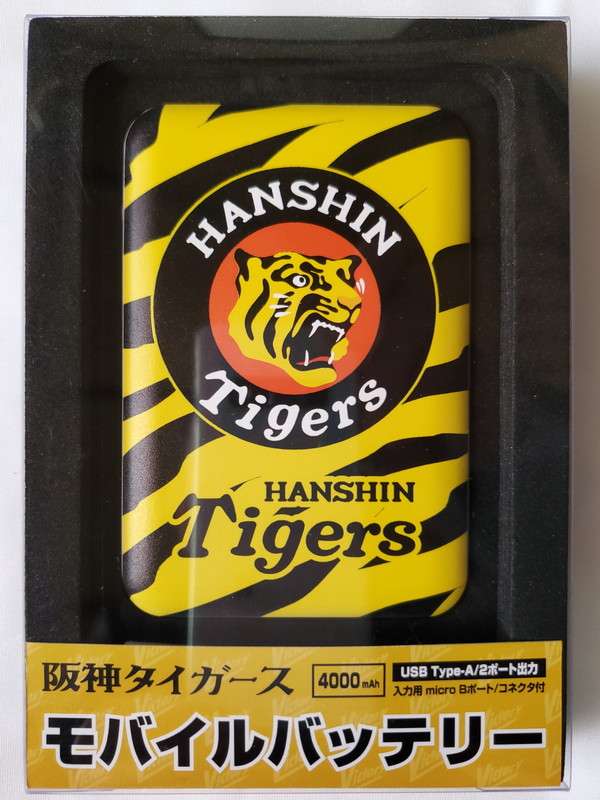 HANSHIN
Tigers
HANSHIN
Tigers
阪神タイガース
4000mAh
USB Type-A/2ポート出力
入力用 micro Bポート/コネクタ付
モバイルバッテリー